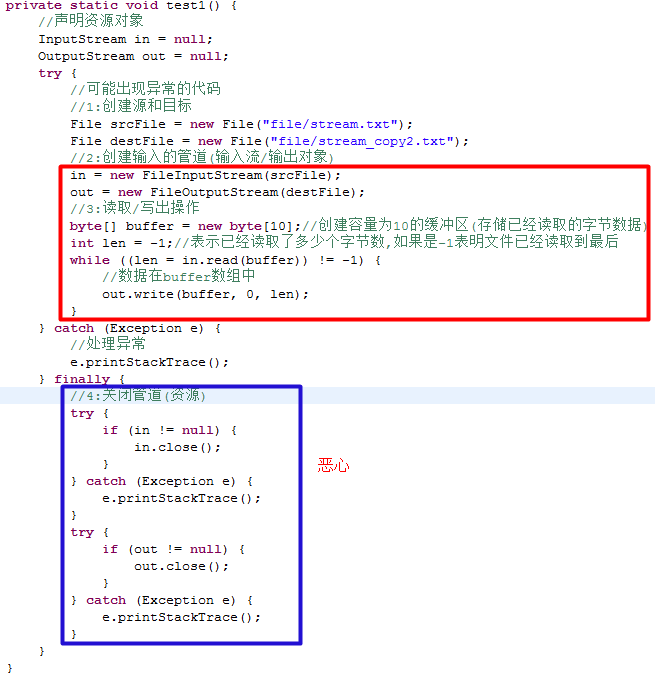 private static void test1() {
    //声明资源对象
    InputStream in = null;
    OutputStream out = null;
    try {
        //可能出现异常的代码
        //1:创建源和目标
        File srcFile = new File("file/stream.txt");
        File destFile = new File("file/stream_copy2.txt");
        //2:创建输入的管道(输入流/输出对象)
        in = new FileInputStream(srcFile);
        out = new FileOutputStream(destFile);
        //3:读取/写出操作
        byte[] buffer = new byte[10];//创建容量为10的缓冲区(存储已经读取的字节数据)
        int len = -1;//表示已经读取了多少个字节数,如果是-1表明文件已经读取到最后
        while ((len = in.read(buffer)) != -1) {
            //数据在buffer数组中
            out.write(buffer, 0, len);
        }
    } catch (Exception e) {
        //处理异常
        e.printStackTrace();
    } finally {
        //4:关闭管道(资源)
        try {
            if (in != null) {
                in.close();
            }
        } catch (Exception e) {
            e.printStackTrace();
        }
        try {
            if (out != null) {
                out.close();
            }
        } catch (Exception e) {
            e.printStackTrace();
        }
    }
}
恶心